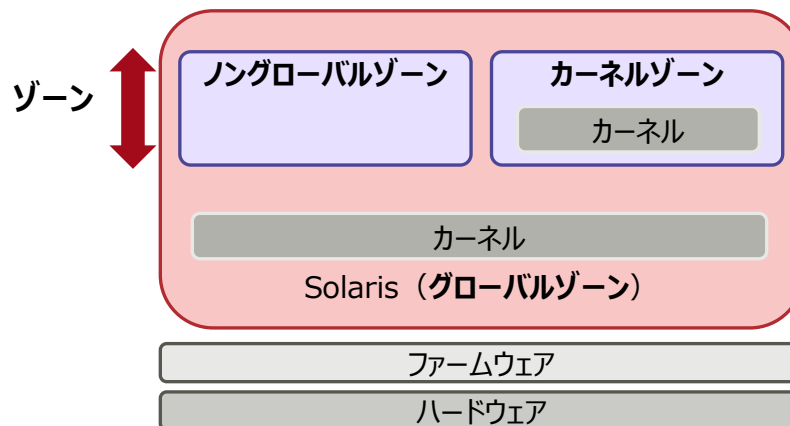 ゾーン
ノングローバルゾーン
カーネルゾーン
カーネル
カーネル
Solaris（グローバルゾーン）
ファームウェア
ハードウェア